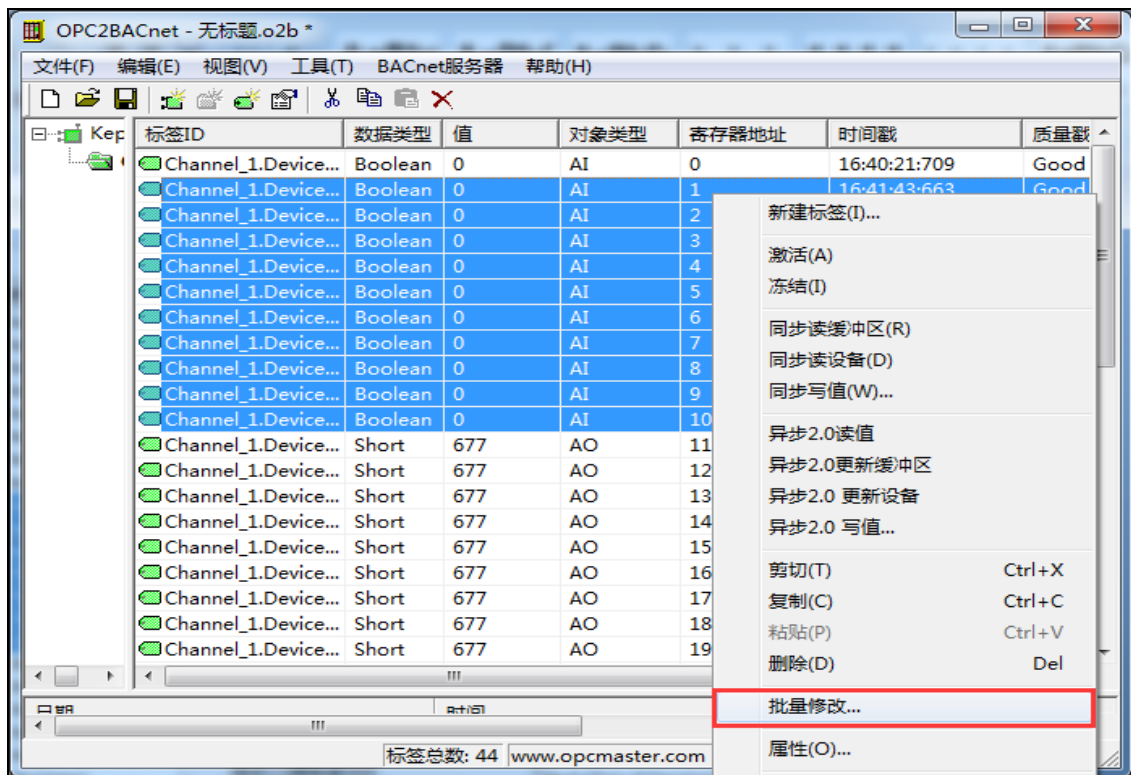 OPC2BACnet - 无标题.o2b *
文件(F) 编辑(E) 视图(V) 工具(T) BACnet服务器 帮助(H)
Kep 标签ID 数据类型 值 对象类型 寄存器地址 时间戳 质量戳
Channel_1.Device... Boolean 0 AI 0 16:40:21:709 Good
Channel_1.Device... Boolean 0 AI 1 16:41:43:663 Good
Channel_1.Device... Boolean 0 AI 2
Channel_1.Device... Boolean 0 AI 3
Channel_1.Device... Boolean 0 AI 4
Channel_1.Device... Boolean 0 AI 5
Channel_1.Device... Boolean 0 AI 6
Channel_1.Device... Boolean 0 AI 7
Channel_1.Device... Boolean 0 AI 8
Channel_1.Device... Boolean 0 AI 9
Channel_1.Device... Boolean 0 AI 10
Channel_1.Device... Short 677 AO 11
Channel_1.Device... Short 677 AO 12
Channel_1.Device... Short 677 AO 13
Channel_1.Device... Short 677 AO 14
Channel_1.Device... Short 677 AO 15
Channel_1.Device... Short 677 AO 16
Channel_1.Device... Short 677 AO 17
Channel_1.Device... Short 677 AO 18
Channel_1.Device... Short 677 AO 19
新建标签(I)...
激活(A)
冻结(I)
同步读缓冲区(R)
同步读设备(D)
同步写值(W)...
异步2.0读值
异步2.0更新缓冲区
异步2.0 更新设备
异步2.0 写值...
剪切(T) Ctrl+X
复制(C) Ctrl+C
粘贴(P) Ctrl+V
删除(D) Del
批量修改...
属性(O)...
日期 时间
标签总数: 44 www.opcmaster.com